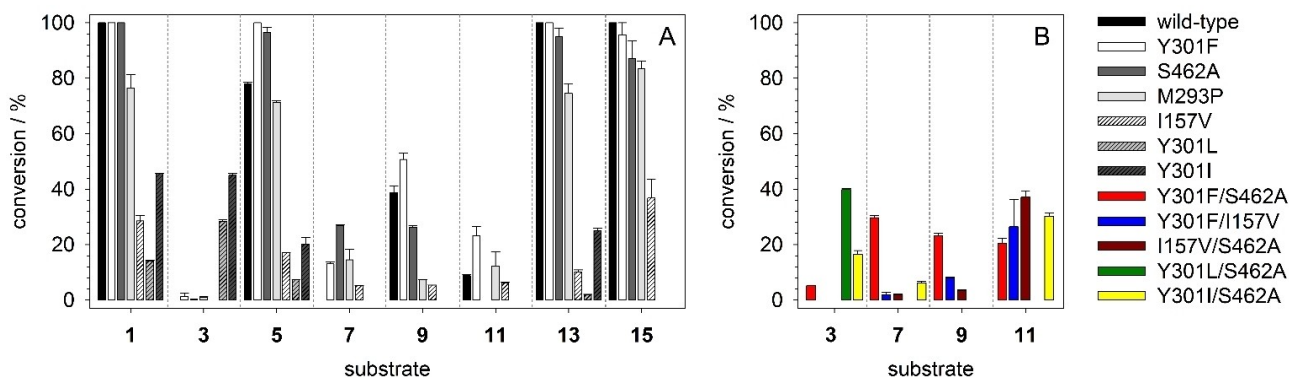 A
conversion / %
100
80
60
40
20
0
1 3 5 7 9 11 13 15
substrate
B
conversion / %
100
80
60
40
20
0
3 7 9 11
substrate
wild-type
Y301F
S462A
M293P
I157V
Y301L
Y301I
Y301F/S462A
Y301F/I157V
I157V/S462A
Y301L/S462A
Y301I/S462A